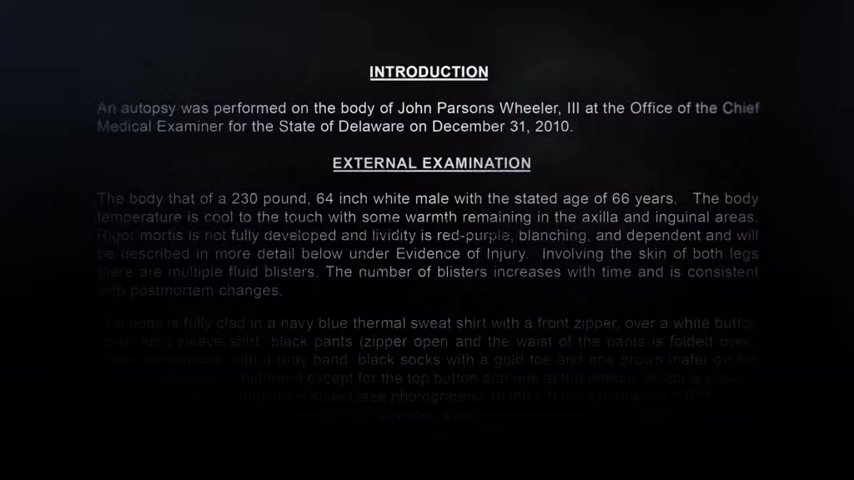 INTRODUCTION
An autopsy was performed on the body of John Parsons Wheeler, III at the Office of the Chief
Medical Examiner for the State of Delaware on December 31, 2010.
EXTERNAL EXAMINATION
The body that of a 230 pound, 64 inch white male with the stated age of 66 years. The body
temperature is cool to the touch with some warmth remaining in the axilla and inguinal areas.
Rigor mortis is not fully developed and lividity is red-purple, blanching, and dependent and will
be described in more detail below under Evidence of Injury. Involving the skin of both legs
there are multiple fluid blisters. The number of blisters increases with time and is consistent
with postmortem changes.
body is fully clad in a navy blue thermal sweat shirt with a front zipper, over a white
long sleeve shirt, black pants (zipper open and the waist of the pants is folded
with a band, black socks with a gold toe and one brown loafer on
except for the top button and one at the
(see photographs)